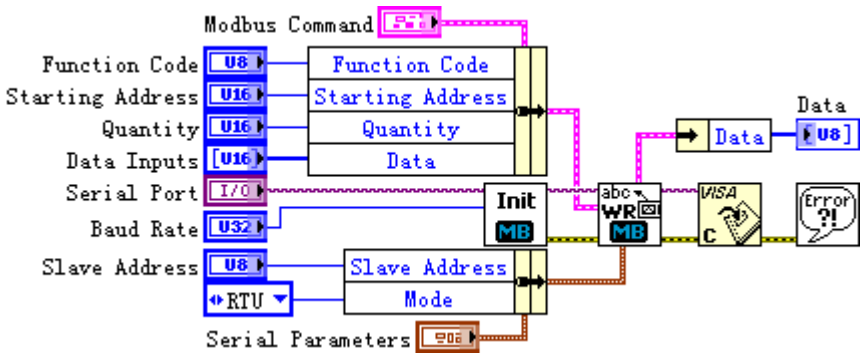 Modbus Command
Function Code U8 Function Code
Starting Address U16 Starting Address
Quantity U16 Quantity
Data Inputs [U16] Data
Data
Data [U8]
Serial Port I/O
Init
MB
abc
WR
MB
VISA
C
Error
?!
Baud Rate U32
Slave Address U8 Slave Address
RTU Mode
Serial Parameters